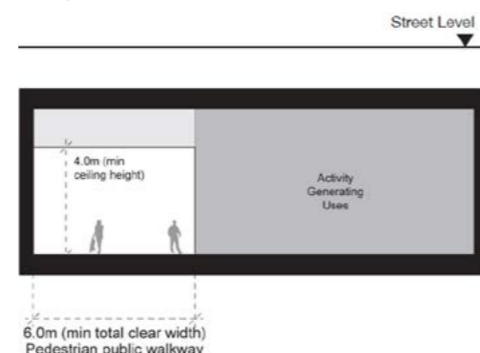 Street Level
4.0m (min
ceiling height)
Activity
Generating
Uses
6.0m (min total clear width)
Pedestrian public walkway